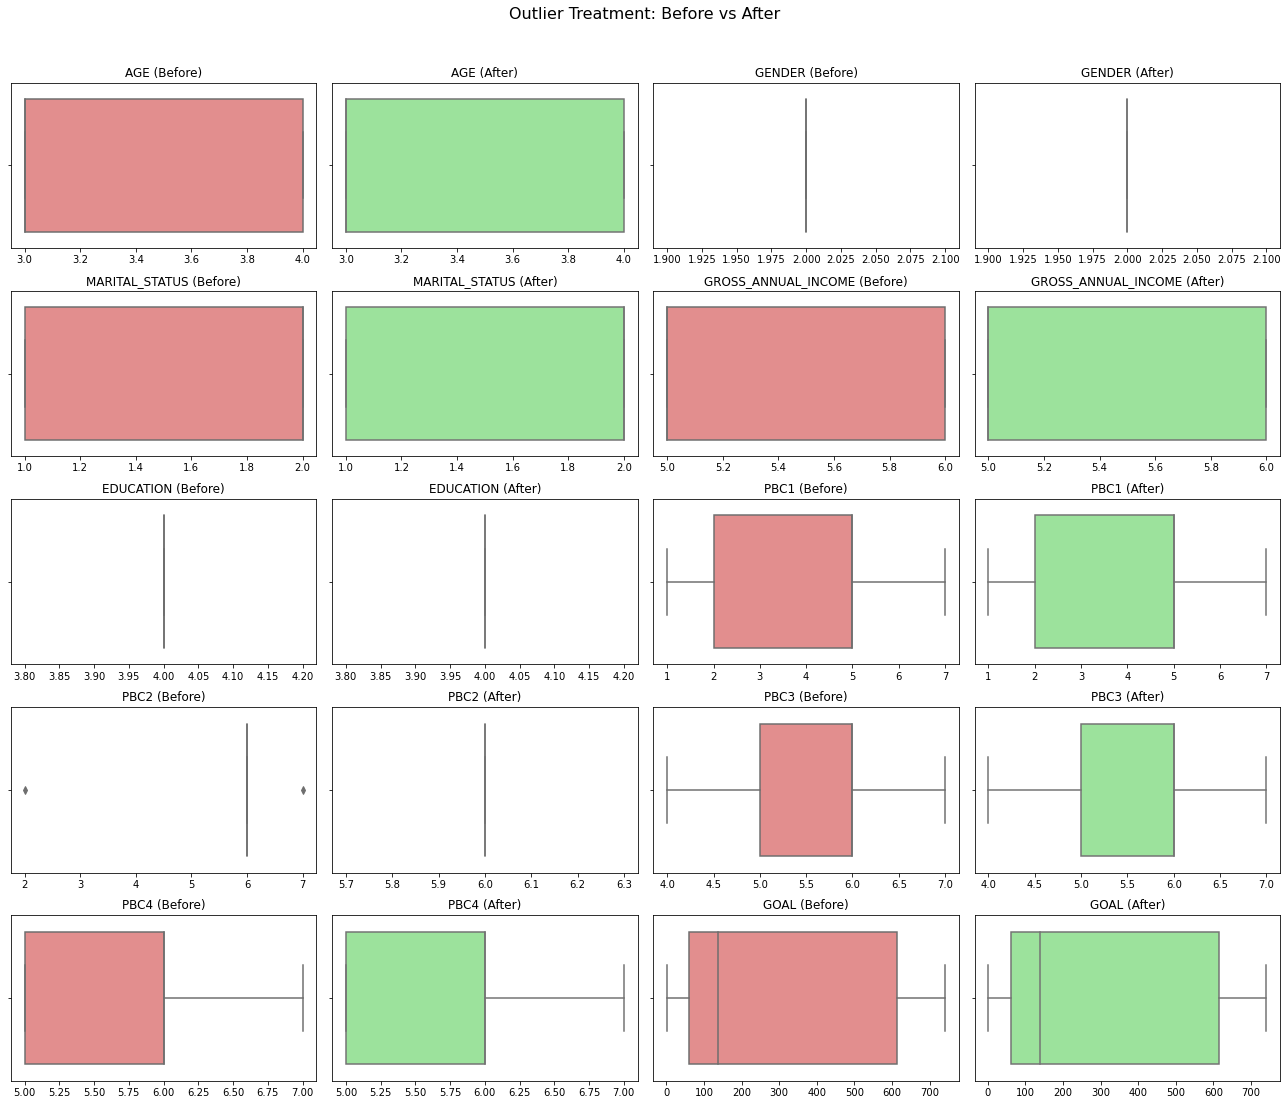 Outlier Treatment: Before vs After
AGE (Before) AGE (After) GENDER (Before) GENDER (After)
3.0 3.2 3.4 3.6 3.8 4.0 3.0 3.2 3.4 3.6 3.8 4.0 1.900 1.925 1.950 1.975 2.000 2.025 2.050 2.075 2.100 1.900 1.925 1.950 1.975 2.000 2.025 2.050 2.075 2.100
MARITAL_STATUS (Before) MARITAL_STATUS (After) GROSS_ANNUAL_INCOME (Before) GROSS_ANNUAL_INCOME (After)
1.0 1.2 1.4 1.6 1.8 2.0 1.0 1.2 1.4 1.6 1.8 2.0 5.0 5.2 5.4 5.6 5.8 6.0 5.0 5.2 5.4 5.6 5.8 6.0
EDUCATION (Before) EDUCATION (After) PBC1 (Before) PBC1 (After)
3.80 3.85 3.90 3.95 4.00 4.05 4.10 4.15 4.20 3.80 3.85 3.90 3.95 4.00 4.05 4.10 4.15 4.20 1 2 3 4 5 6 7 1 2 3 4 5 6 7
PBC2 (Before) PBC2 (After) PBC3 (Before) PBC3 (After)
2 3 4 5 6 7 5.7 5.8 5.9 6.0 6.1 6.2 6.3 4.0 4.5 5.0 5.5 6.0 6.5 7.0 4.0 4.5 5.0 5.5 6.0 6.5 7.0
PBC4 (Before) PBC4 (After) GOAL (Before) GOAL (After)
5.00 5.25 5.50 5.75 6.00 6.25 6.50 6.75 7.00 5.00 5.25 5.50 5.75 6.00 6.25 6.50 6.75 7.00 0 100 200 300 400 500 600 700 0 100 200 300 400 500 600 700